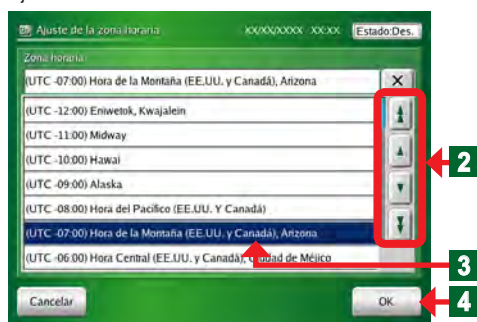 Ajuste de la zona horaria XX/XX/XXXX XX:XX Estado:Des.
Zona horaria
(UTC -07:00) Hora de la Montaña (EE.UU. y Canadá), Arizona X
(UTC -12:00) Eniwetok, Kwajalein
(UTC -11:00) Midway
(UTC -10:00) Hawai
2
(UTC -09:00) Alaska
(UTC -08:00) Hora del Pacífico (EE.UU. Y Canadá)
(UTC -07:00) Hora de la Montaña (EE.UU. y Canadá), Arizona
(UTC -06:00) Hora Central (EE.UU. y Canadá), Ciudad de Méjico
3
Cancelar OK 4